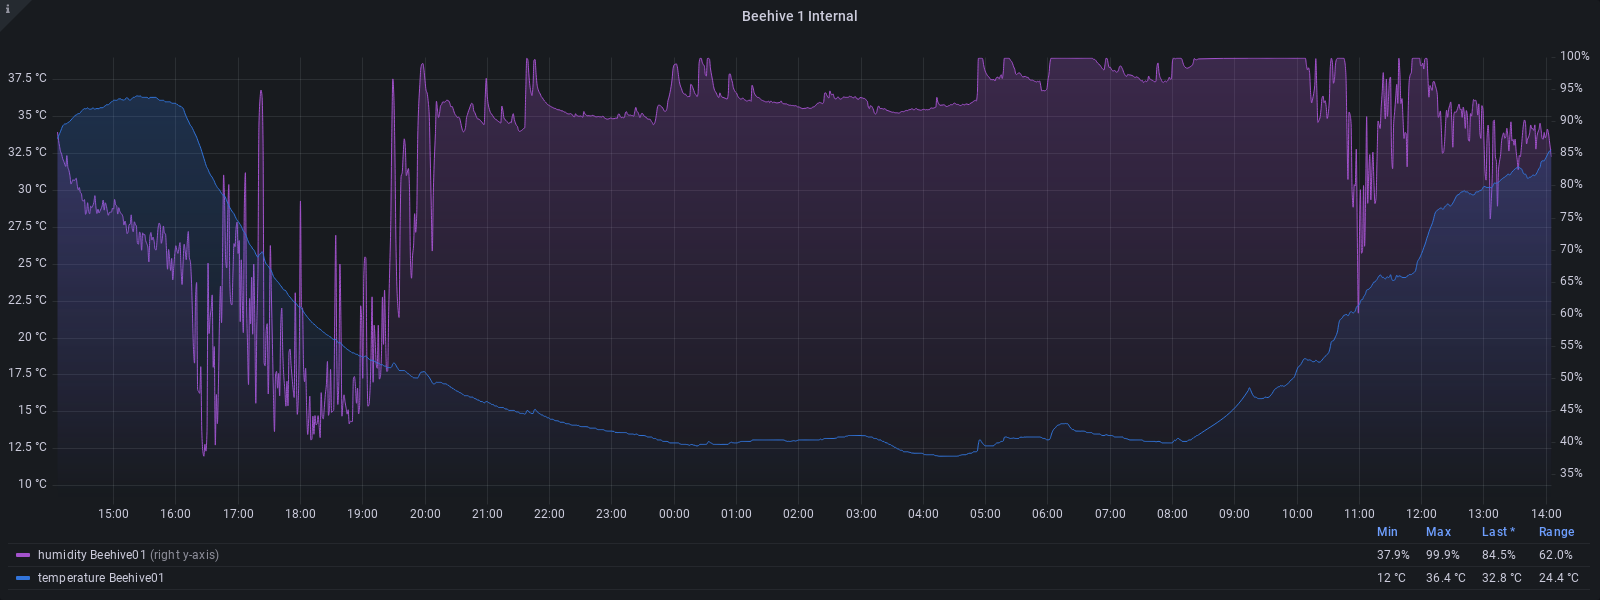 i
Beehive 1 Internal
37.5 °C
35 °C
32.5 °C
30 °C
27.5 °C
25 °C
22.5 °C
20 °C
17.5 °C
15 °C
12.5 °C
10 °C
100%
95%
90%
85%
80%
75%
70%
65%
60%
55%
50%
45%
40%
35%
15:00 16:00 17:00 18:00 19:00 20:00 21:00 22:00 23:00 00:00 01:00 02:00 03:00 04:00 05:00 06:00 07:00 08:00 09:00 10:00 11:00 12:00 13:00 14:00
Min Max Last * Range
humidity Beehive01 (right y-axis) 37.9% 99.9% 84.5% 62.0%
temperature Beehive01 12 °C 36.4 °C 32.8 °C 24.4 °C